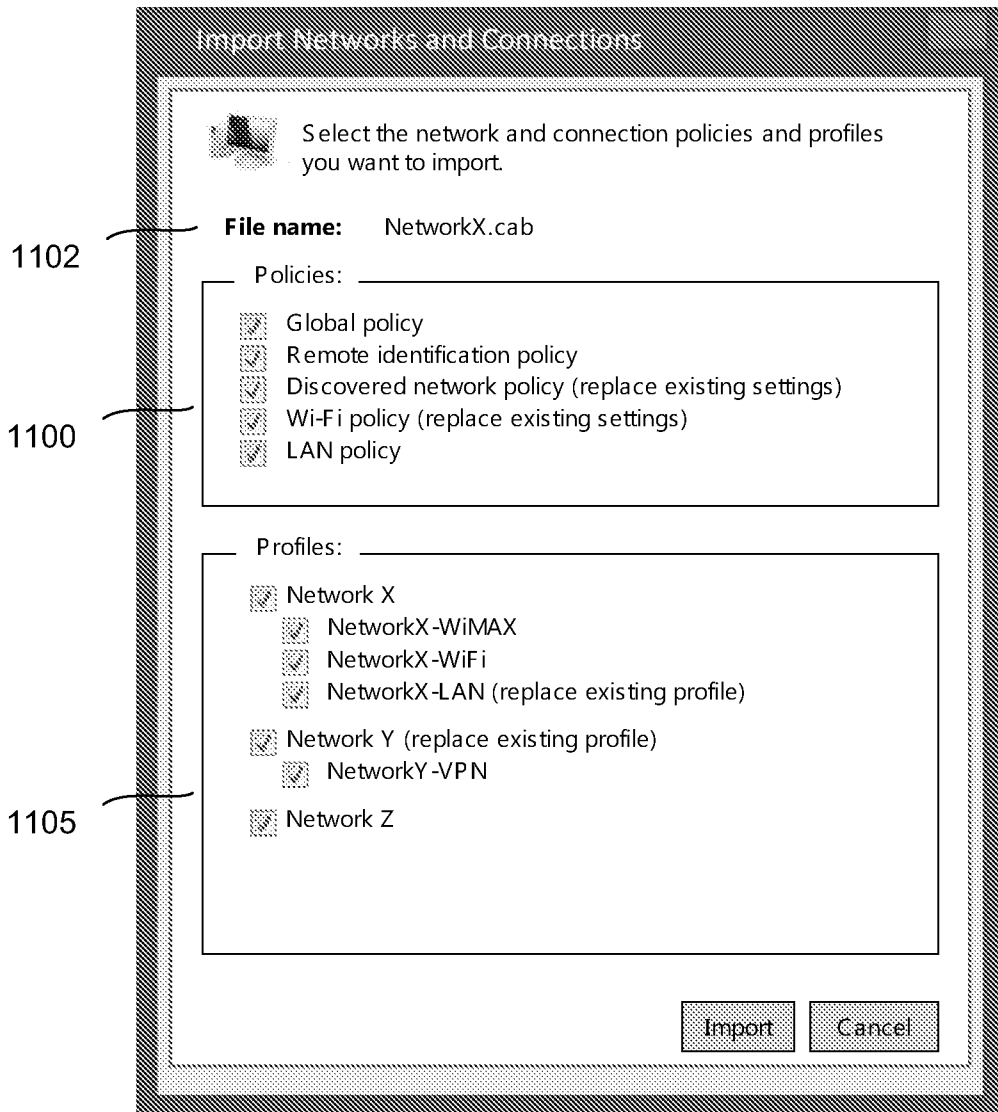 Import Networks and Connections
Select the network and connection policies and profiles
you want to import.
1102
File name: NetworkX.cab
Policies:
Global policy
Remote identification policy
Discovered network policy (replace existing settings)
1100
Wi-Fi policy (replace existing settings)
LAN policy
Profiles:
Network X
NetworkX-WiMAX
NetworkX-WiFi
NetworkX-LAN (replace existing profile)
Network Y (replace existing profile)
NetworkY-VPN
1105
Network Z
Import Cancel